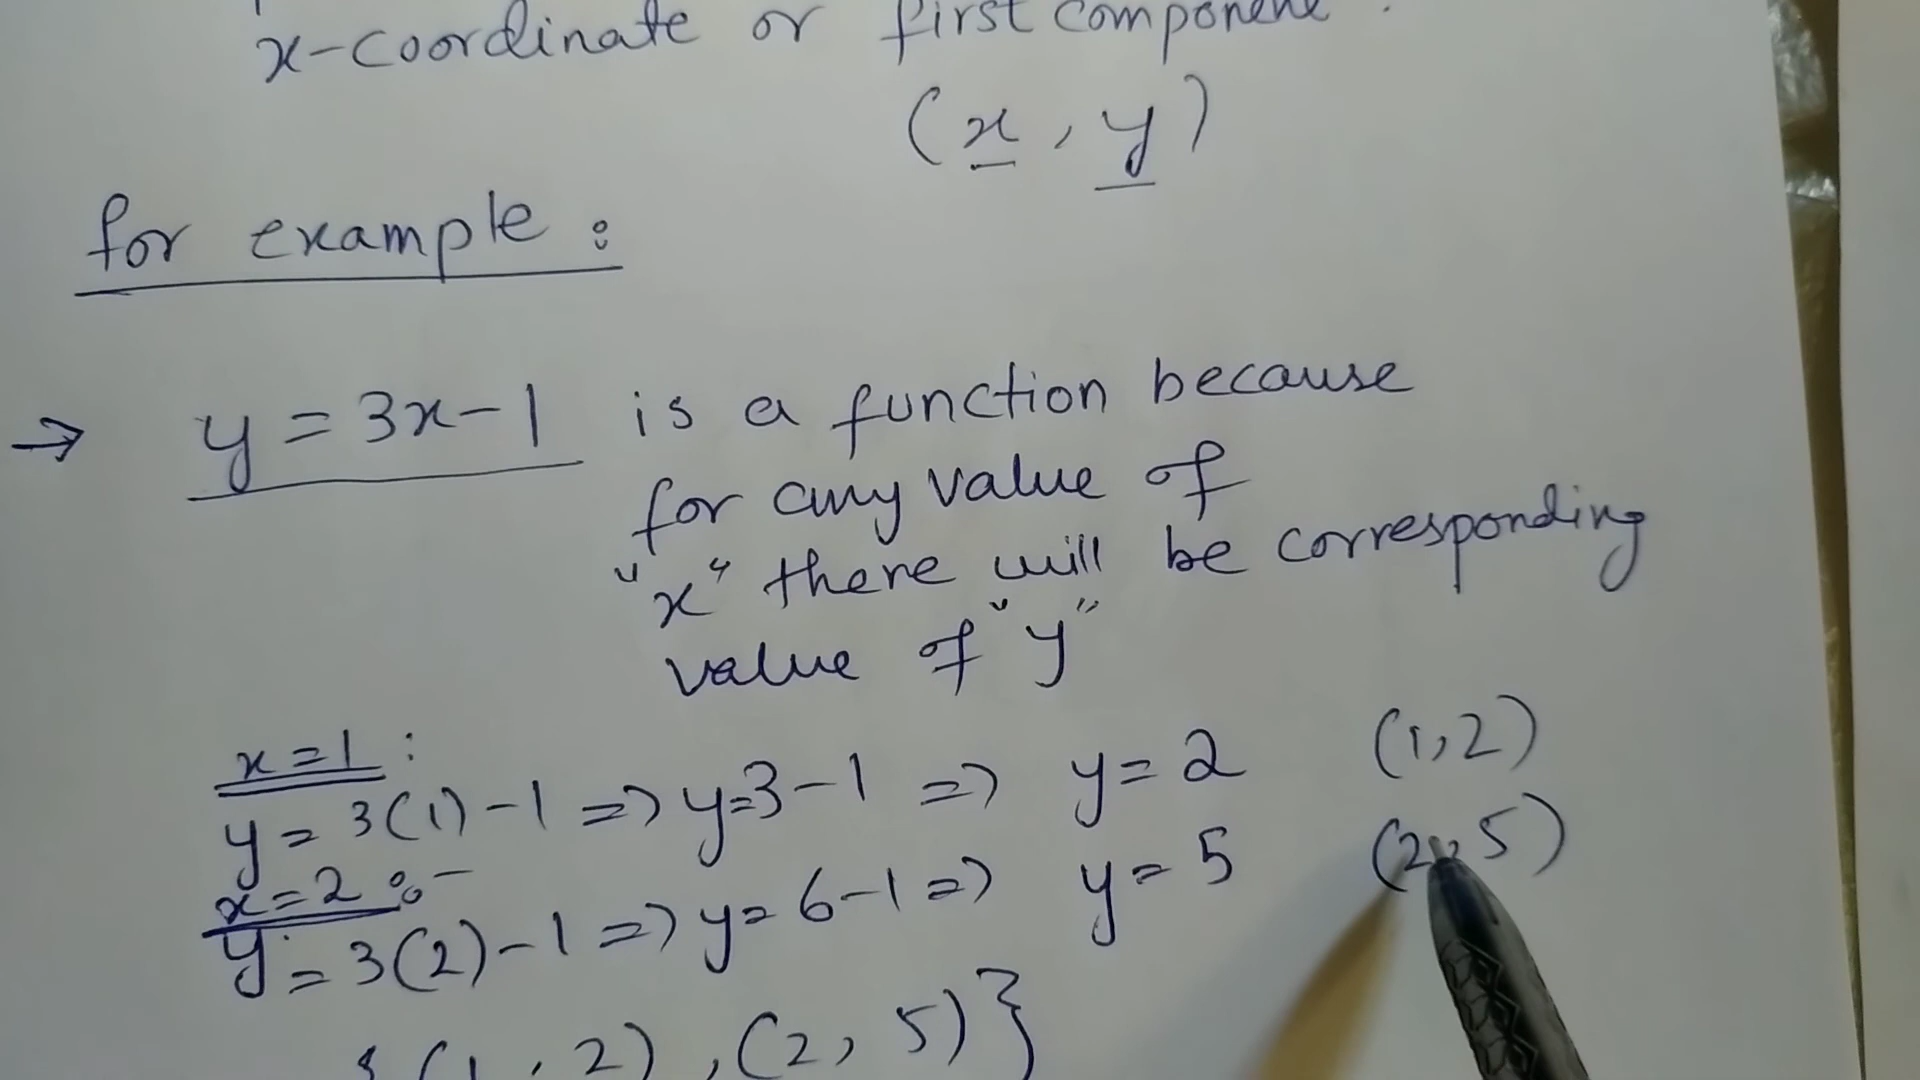 x-coordinate or first component.
(x, y)
for example:
→ y=3x-1 is a function because
for any value of
"x" there will be corresponding
value of "y"
x=1:
y=3(1)-1 => y=3-1 => y=2 (1,2)
x=2:-
y=3(2)-1 => y=6-1 => y=5 (2,5)
{(1,2),(2,5)}